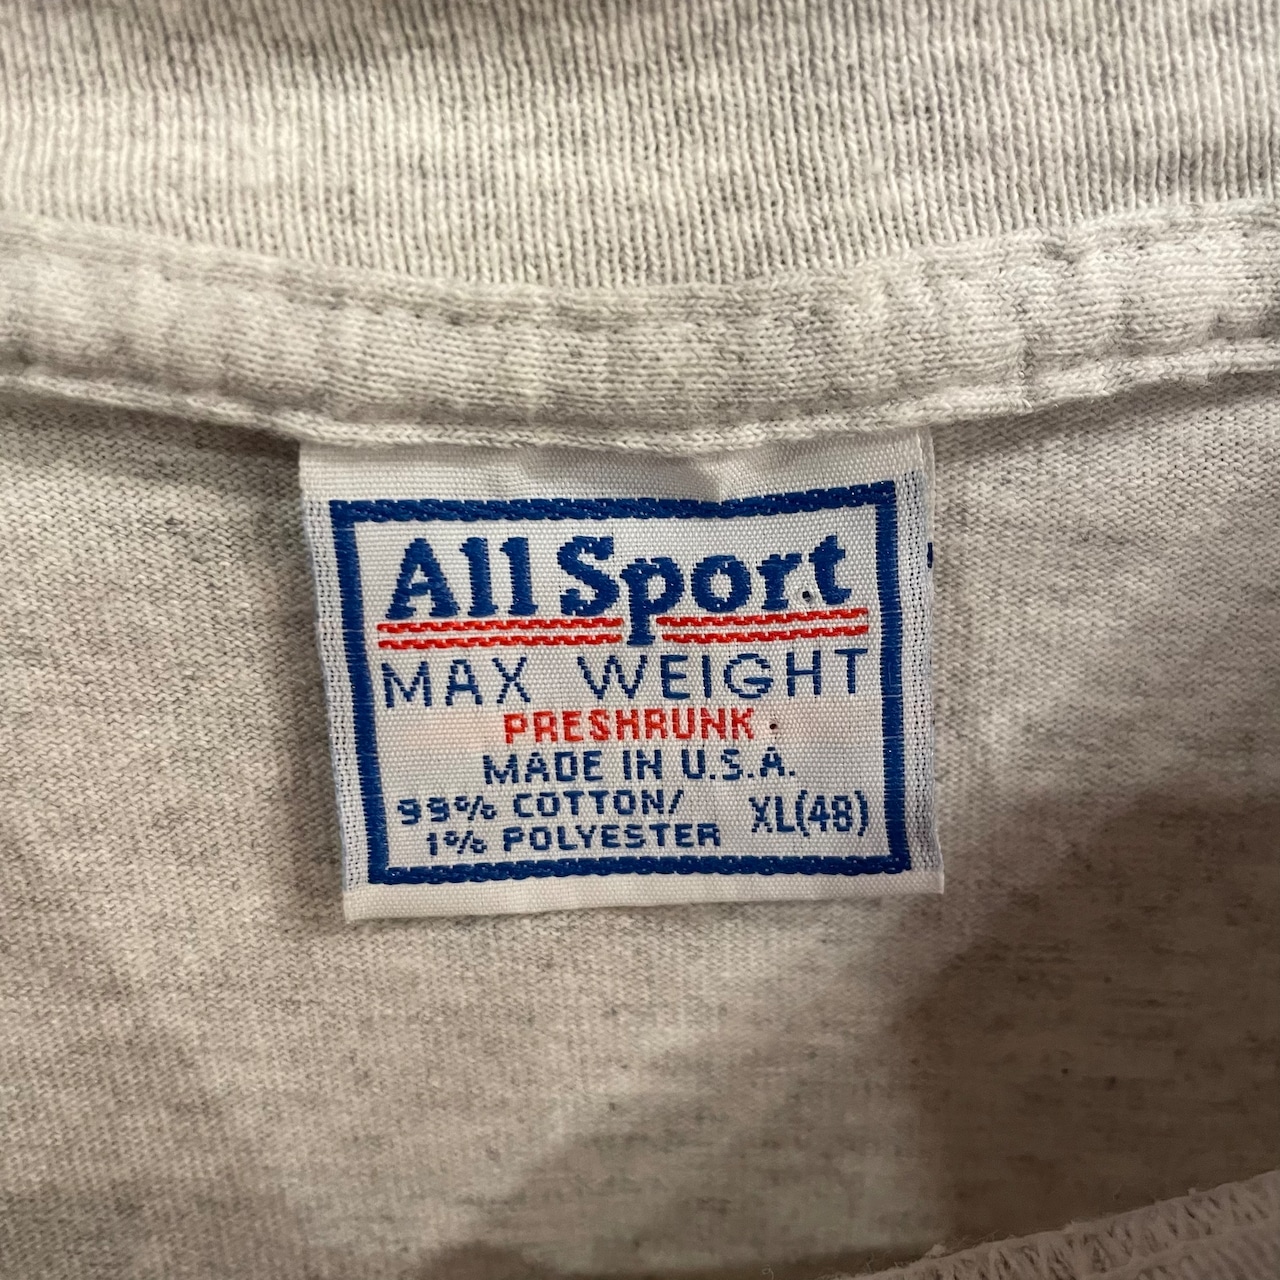 All Sport
MAX WEIGHT
PRESHRUNK
MADE IN U.S.A.
99% COTTON/
1% POLYESTER
XL(48)